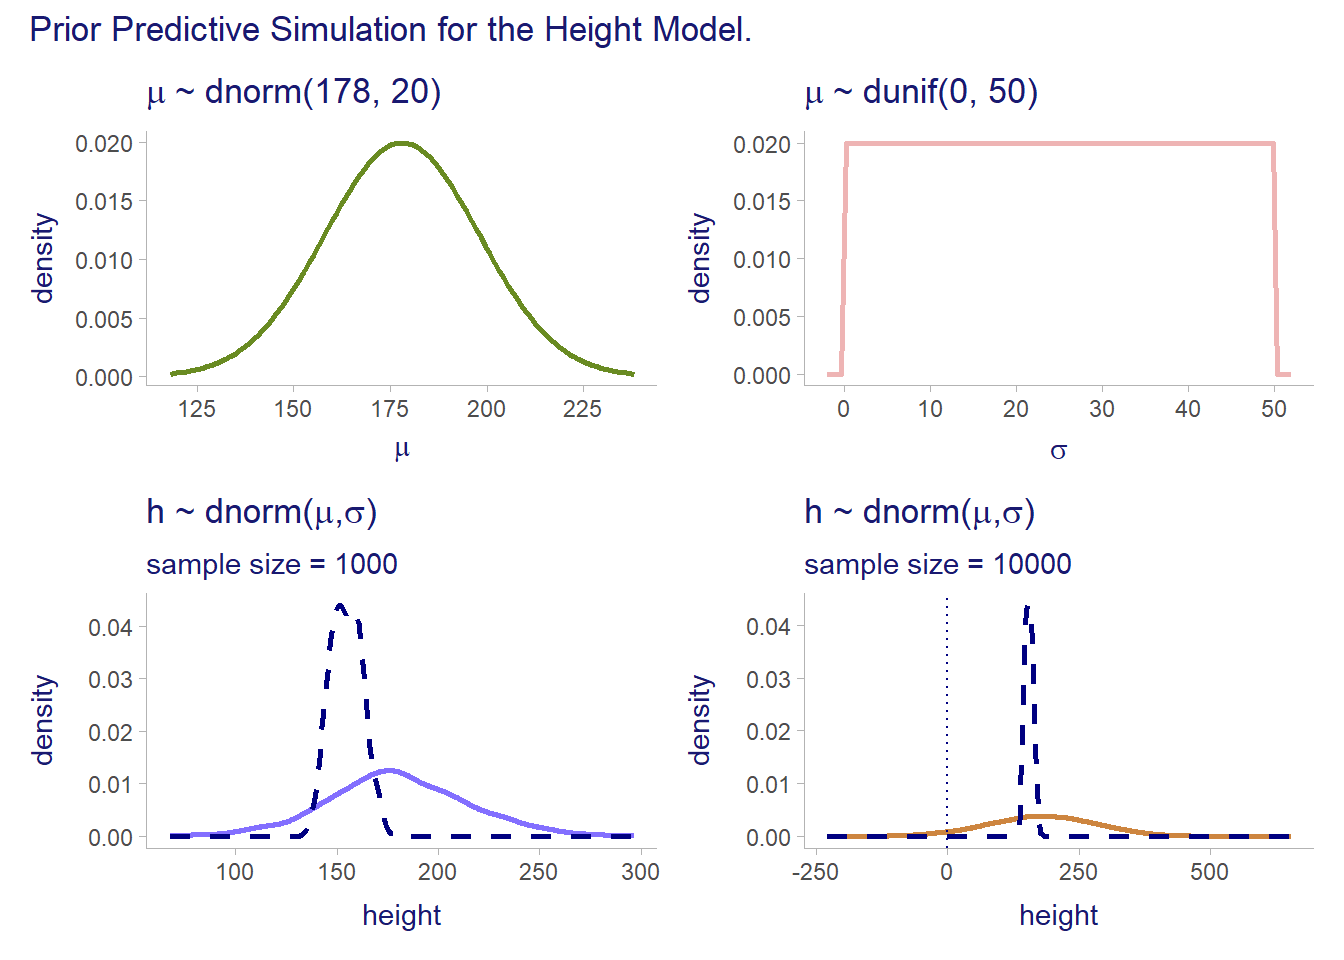 Prior Predictive Simulation for the Height Model.
μ ~ dnorm(178, 20)
μ ~ dunif(0, 50)
0.020
0.015
0.010
0.005
0.000
density
125 150 175 200 225
μ
0.020
0.015
0.010
0.005
0.000
density
0 10 20 30 40 50
σ
h ~ dnorm(μ,σ)
sample size = 1000
h ~ dnorm(μ,σ)
sample size = 10000
0.04
0.03
0.02
0.01
0.00
density
100 150 200 250 300
height
0.04
0.03
0.02
0.01
0.00
density
-250 0 250 500
height